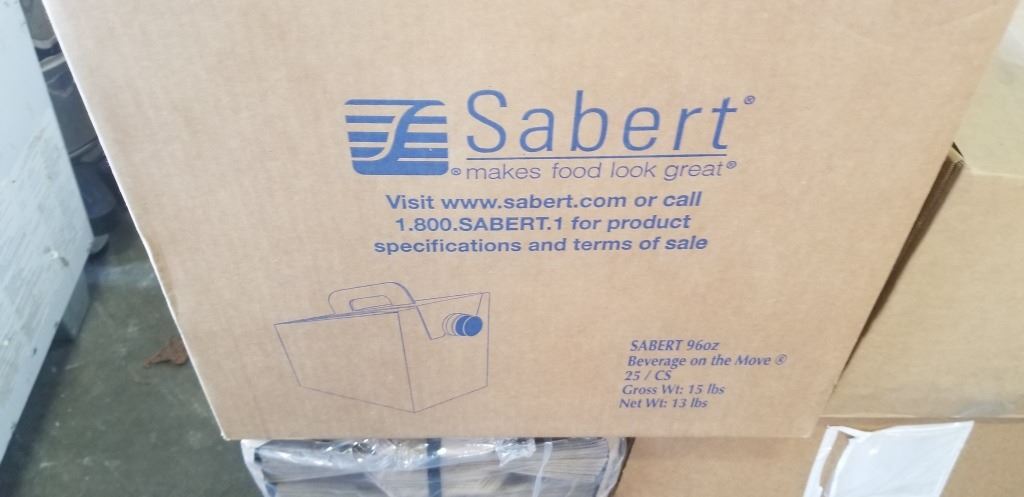 Sabert®
® makes food look great®
Visit www.sabert.com or call
1.800.SABERT.1 for product
specifications and terms of sale
SABERT 96oz
Beverage on the Move ®
25 / CS
Gross Wt: 15 lbs
Net Wt: 13 lbs